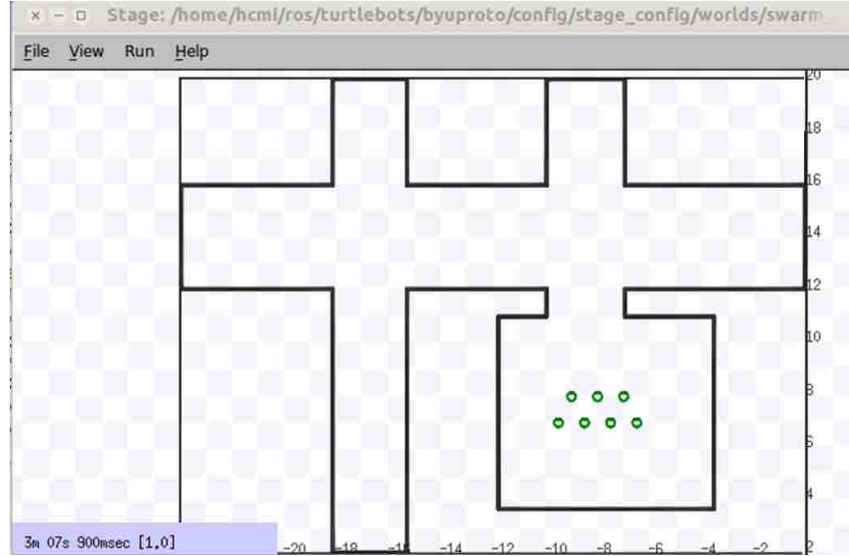 Stage: /home/hcmi/ros/turtlebots/byuproto/config/stage_config/worlds/swarm_
File View Run Help
20
18
16
14
12
10
8
6
4
2
3m 07s 900msec [1.0]
-20 -18 -16 -14 -12 -10 -8 -6 -4 -2